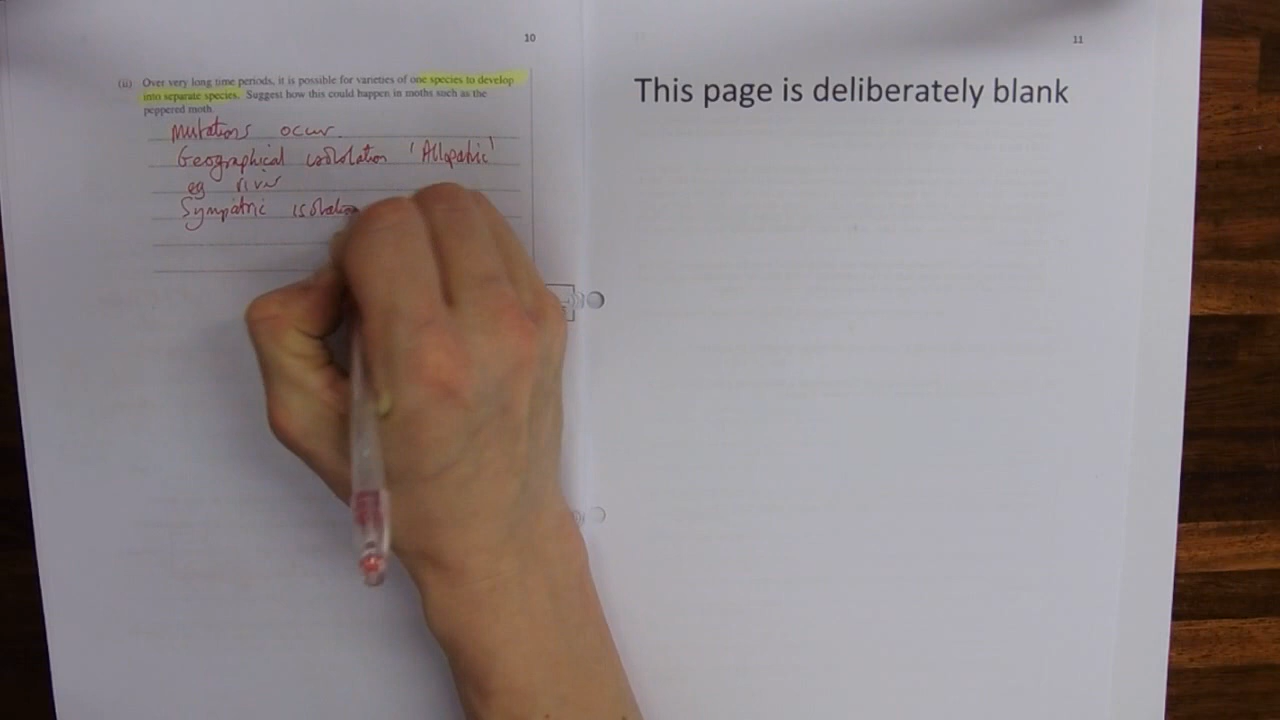 10
(ii) Over very long time periods, it is possible for varieties of one species to develop
into separate species. Suggest how this could happen in moths such as the
peppered moth.
Mutations occur.
Geographical isolation 'Allopatric'
eg river
Sympatric isolation
11
This page is deliberately blank